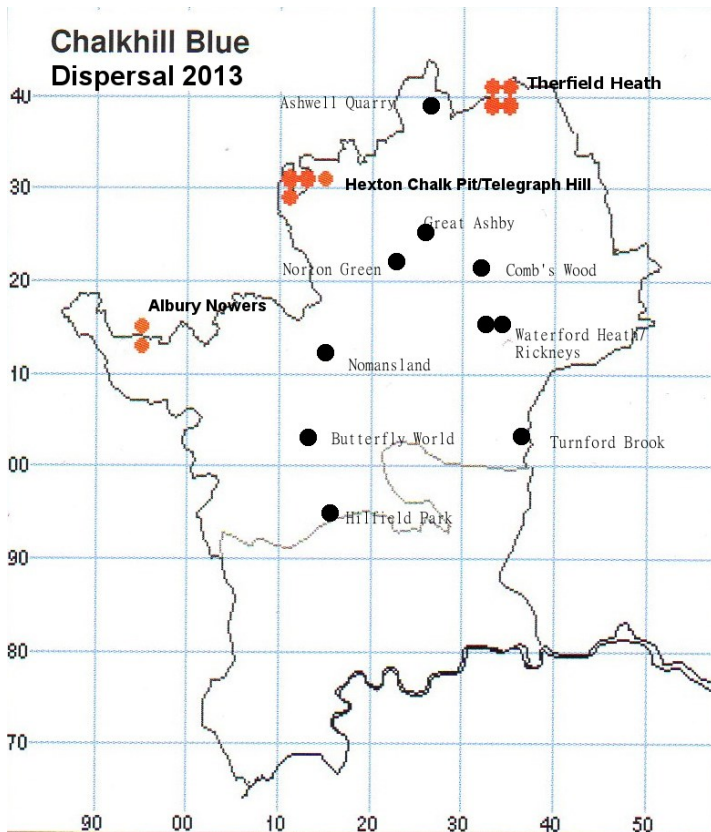 Chalkhill Blue
Dispersal 2013
Therfield Heath
40
Ashwell Quarry
Hexton Chalk Pit/Telegraph Hill
30
Great Ashby
Norton Green
Comb's Wood
20
Albury Nowers
Waterford Heath/
Rickneys
Nomansland
10
Butterfly World
Turnford Brook
00
Hilfield Park
90
80
70
90 00 10 20 30 40 50